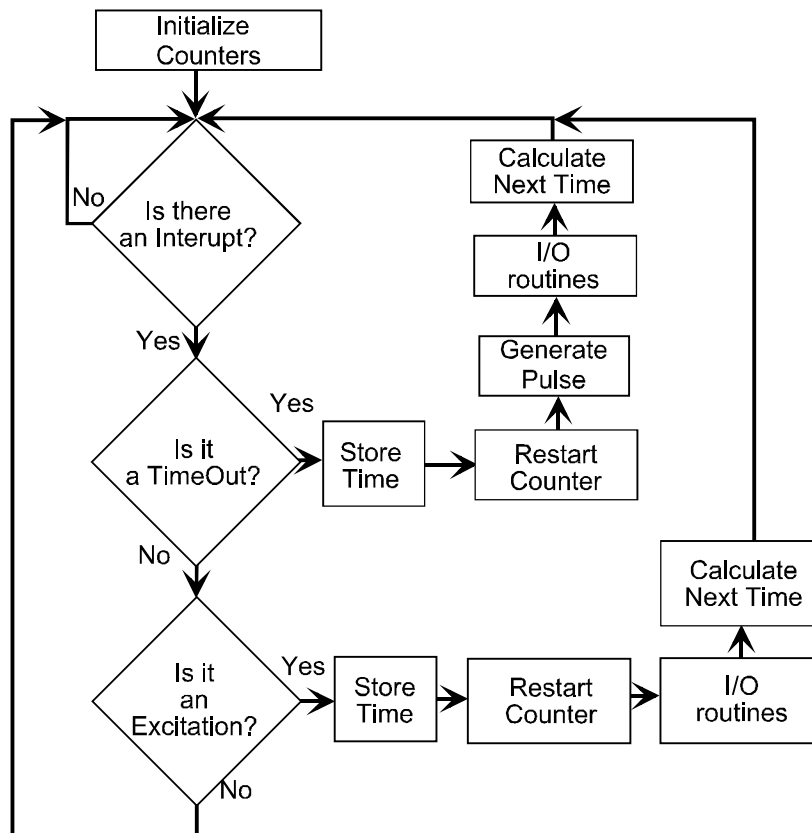 Initialize
Counters
Calculate
Next Time
No
Is there
an Interupt?
I/O
routines
Yes
Generate
Pulse
Yes
Is it
a TimeOut?
Store
Time
Restart
Counter
No
Calculate
Next Time
Is it
an
Excitation?
Yes
Store
Time
Restart
Counter
I/O
routines
No